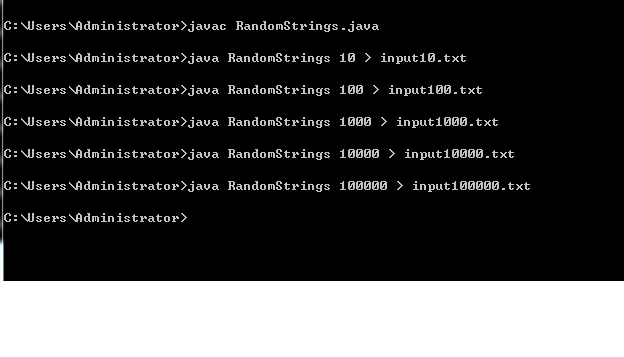 C:\Users\Administrator>javac RandomStrings.java
C:\Users\Administrator>java RandomStrings 10 > input10.txt
C:\Users\Administrator>java RandomStrings 100 > input100.txt
C:\Users\Administrator>java RandomStrings 1000 > input1000.txt
C:\Users\Administrator>java RandomStrings 10000 > input10000.txt
C:\Users\Administrator>java RandomStrings 100000 > input100000.txt
C:\Users\Administrator>